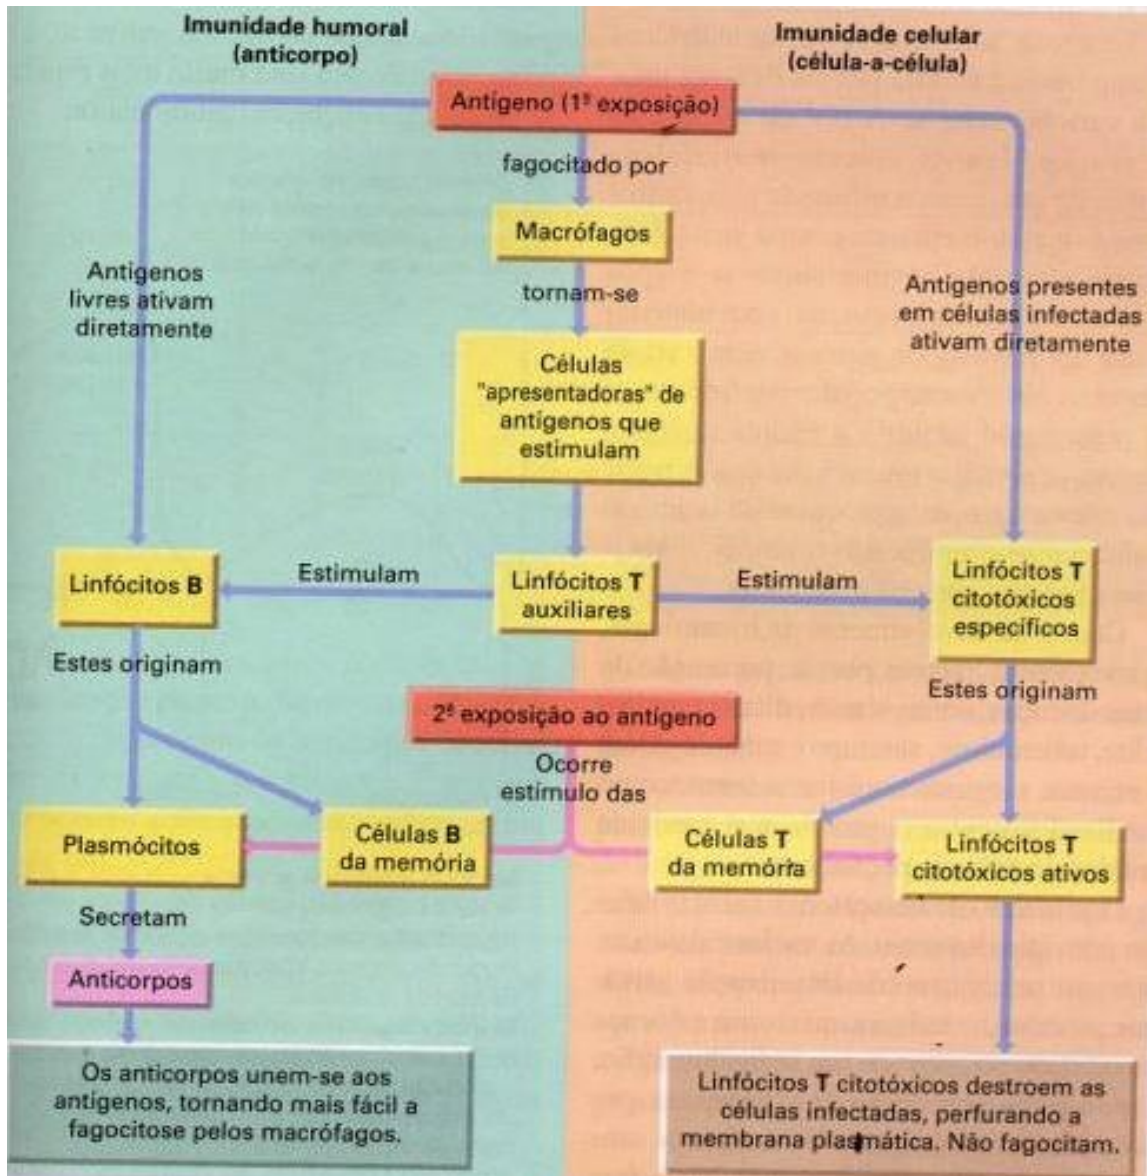 Imunidade humoral
(anticorpo)
Imunidade celular
(célula-a-célula)
Antígeno (1ª exposição)
fagocitado por
Macrófagos
tornam-se
Antígenos
livres ativam
diretamente
Antígenos presentes
em células infectadas
ativam diretamente
Células
"apresentadoras" de
antígenos que
estimulam
Linfócitos B
Estimulam
Linfócitos T
auxiliares
Estimulam
Linfócitos T
citotóxicos
específicos
Estes originam
Estes originam
2ª exposição ao antígeno
Ocorre
estímulo das
Plasmócitos
Células B
da memória
Células T
da memória
Linfócitos T
citotóxicos ativos
Secretam
Anticorpos
Os anticorpos unem-se aos
antígenos, tornando mais fácil a
fagocitose pelos macrófagos.
Linfócitos T citotóxicos destroem as
células infectadas, perfurando a
membrana plasmática. Não fagocitam.